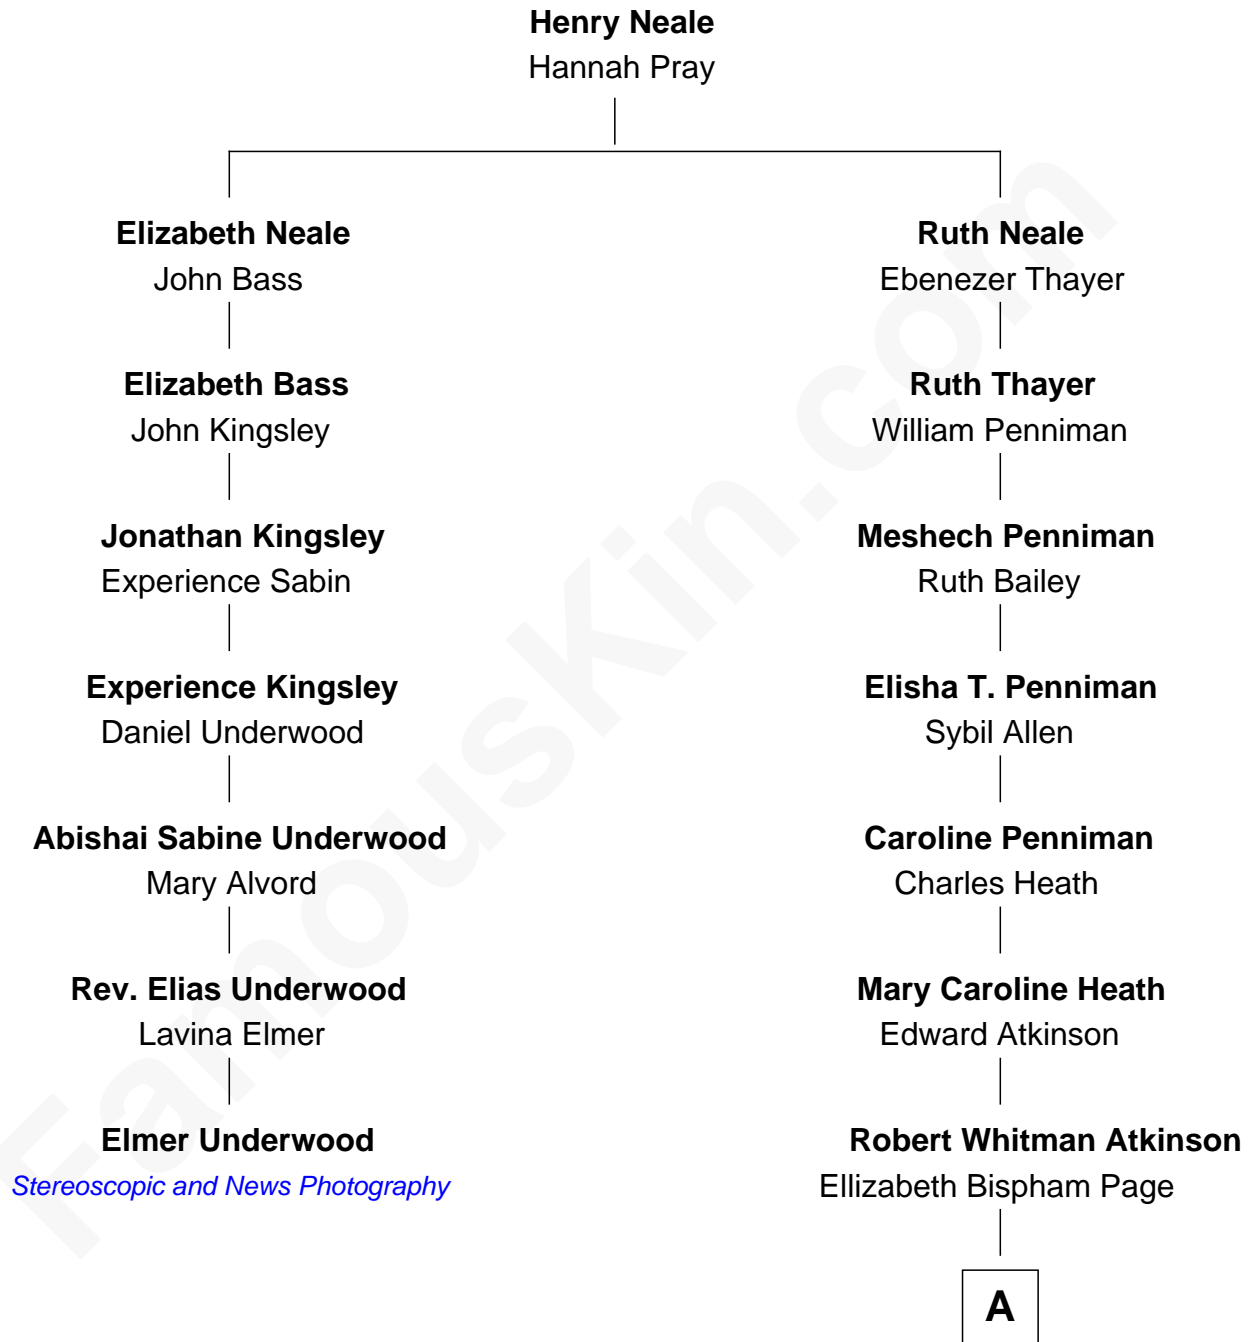 Henry Neale
Hannah Pray
Elizabeth Neale
John Bass
Elizabeth Bass
John Kingsley
Jonathan Kingsley
Experience Sabin
Experience Kingsley
Daniel Underwood
Abishai Sabine Underwood
Mary Alvord
Rev. Elias Underwood
Lavina Elmer
Elmer Underwood
Stereoscopic and News Photography
Ruth Neale
Ebenezer Thayer
Ruth Thayer
William Penniman
Meshech Penniman
Ruth Bailey
Elisha T. Penniman
Sybil Allen
Caroline Penniman
Charles Heath
Mary Caroline Heath
Edward Atkinson
Robert Whitman Atkinson
Ellizabeth Bispham Page
A
FamousKin.com